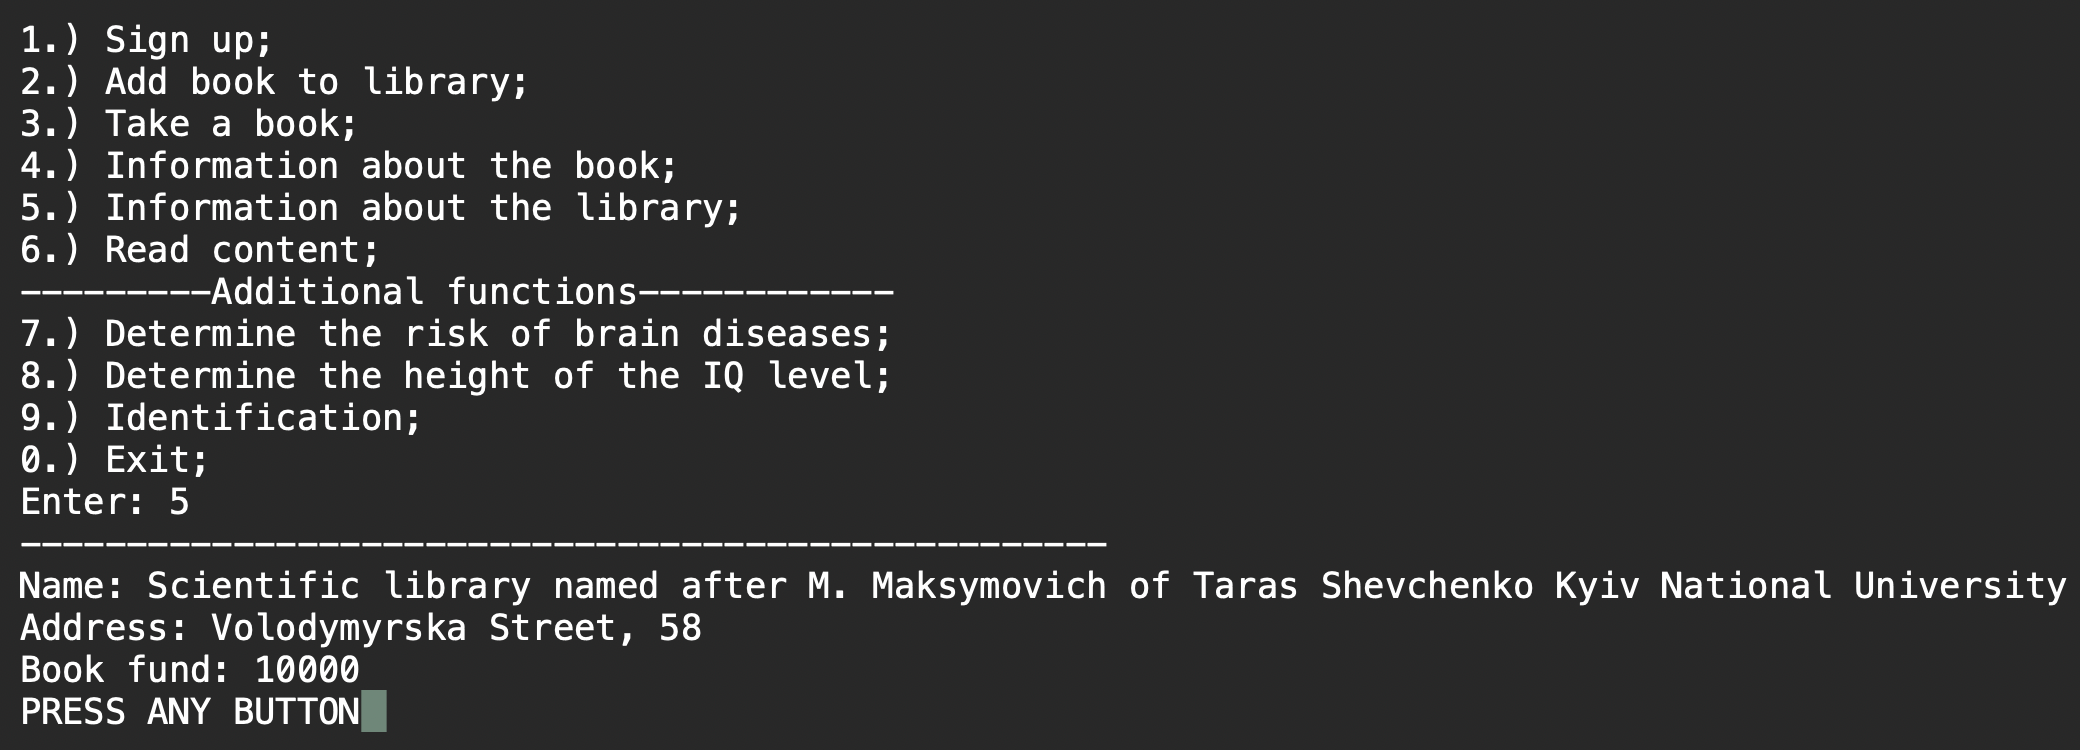 1.) Sign up;
2.) Add book to library;
3.) Take a book;
4.) Information about the book;
5.) Information about the library;
6.) Read content;
---------Additional functions------------
7.) Determine the risk of brain diseases;
8.) Determine the height of the IQ level;
9.) Identification;
0.) Exit;
Enter: 5
---------------------------------------------------
Name: Scientific library named after M. Maksymovich of Taras Shevchenko Kyiv National University
Address: Volodymyrska Street, 58
Book fund: 10000
PRESS ANY BUTTON